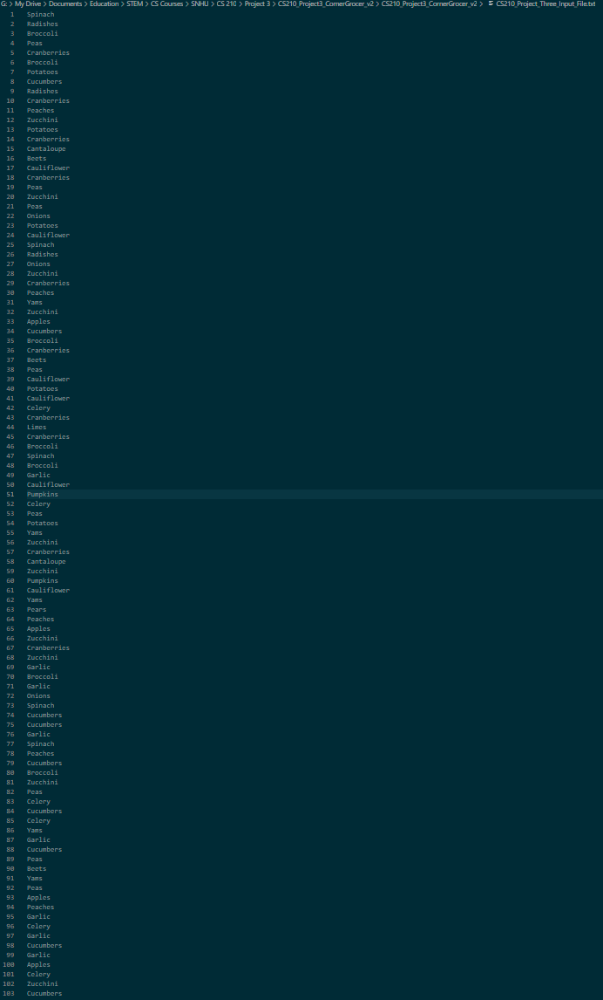 G: > My Drive > Documents > Education > STEM > CS Courses > SNHU > CS 210 > Project 3 > CS210_Project3_CornerGrocer_v2 > CS210_Project3_CornerGrocer_v2 > CS210_Project_Three_Input_File.txt
1 Spinach
2 Radishes
3 Broccoli
4 Peas
5 Cranberries
6 Broccoli
7 Potatoes
8 Cucumbers
9 Radishes
10 Cranberries
11 Peaches
12 Zucchini
13 Potatoes
14 Cranberries
15 Cantaloupe
16 Beets
17 Cauliflower
18 Cranberries
19 Peas
20 Zucchini
21 Peas
22 Onions
23 Potatoes
24 Cauliflower
25 Spinach
26 Radishes
27 Onions
28 Zucchini
29 Cranberries
30 Peaches
31 Yams
32 Zucchini
33 Apples
34 Cucumbers
35 Broccoli
36 Cranberries
37 Beets
38 Peas
39 Cauliflower
40 Potatoes
41 Cauliflower
42 Celery
43 Cranberries
44 Limes
45 Cranberries
46 Broccoli
47 Spinach
48 Broccoli
49 Garlic
50 Cauliflower
51 Pumpkins
52 Celery
53 Peas
54 Potatoes
55 Yams
56 Zucchini
57 Cranberries
58 Cantaloupe
59 Zucchini
60 Pumpkins
61 Cauliflower
62 Yams
63 Pears
64 Peaches
65 Apples
66 Zucchini
67 Cranberries
68 Zucchini
69 Garlic
70 Broccoli
71 Garlic
72 Onions
73 Spinach
74 Cucumbers
75 Cucumbers
76 Garlic
77 Spinach
78 Peaches
79 Cucumbers
80 Broccoli
81 Zucchini
82 Peas
83 Celery
84 Cucumbers
85 Celery
86 Yams
87 Garlic
88 Cucumbers
89 Peas
90 Beets
91 Yams
92 Peas
93 Apples
94 Peaches
95 Garlic
96 Celery
97 Garlic
98 Cucumbers
99 Garlic
100 Apples
101 Celery
102 Zucchini
103 Cucumbers